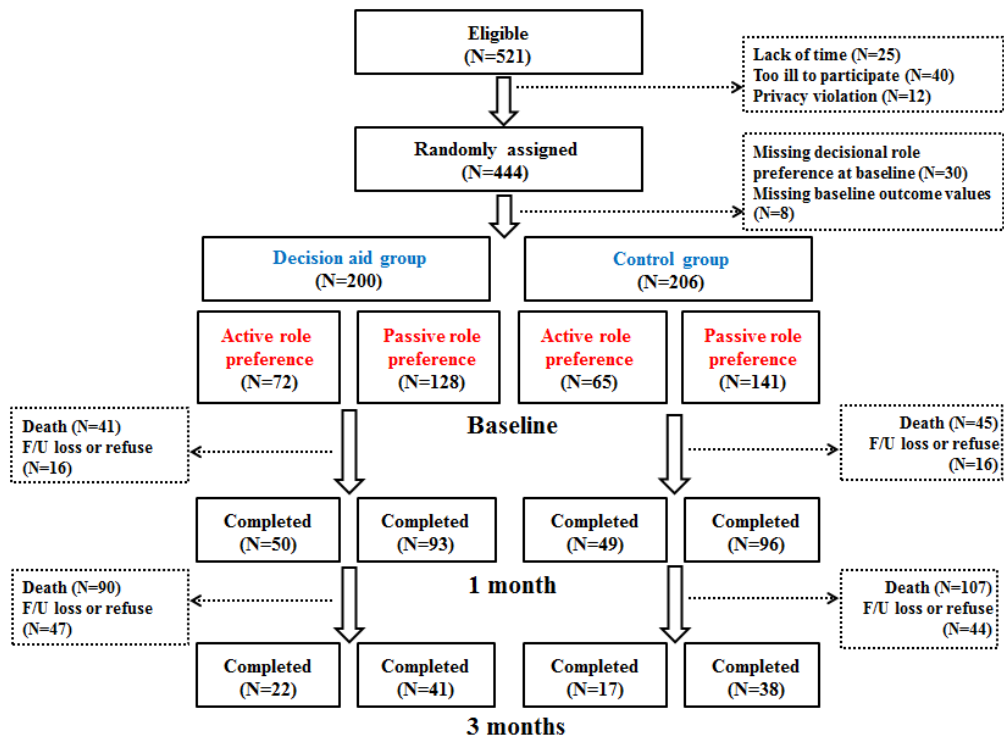 Eligible
(N=521)
Lack of time (N=25)
Too ill to participate (N=40)
Privacy violation (N=12)
Randomly assigned
(N=444)
Missing decisional role
preference at baseline (N=30)
Missing baseline outcome values
(N=8)
Decision aid group
(N=200)
Control group
(N=206)
Active role
preference
(N=72)
Passive role
preference
(N=128)
Active role
preference
(N=65)
Passive role
preference
(N=141)
Baseline
Death (N=41)
F/U loss or refuse
(N=16)
Death (N=45)
F/U loss or refuse
(N=16)
Completed
(N=50)
Completed
(N=93)
Completed
(N=49)
Completed
(N=96)
1 month
Death (N=90)
F/U loss or refuse
(N=47)
Death (N=107)
F/U loss or refuse
(N=44)
Completed
(N=22)
Completed
(N=41)
Completed
(N=17)
Completed
(N=38)
3 months